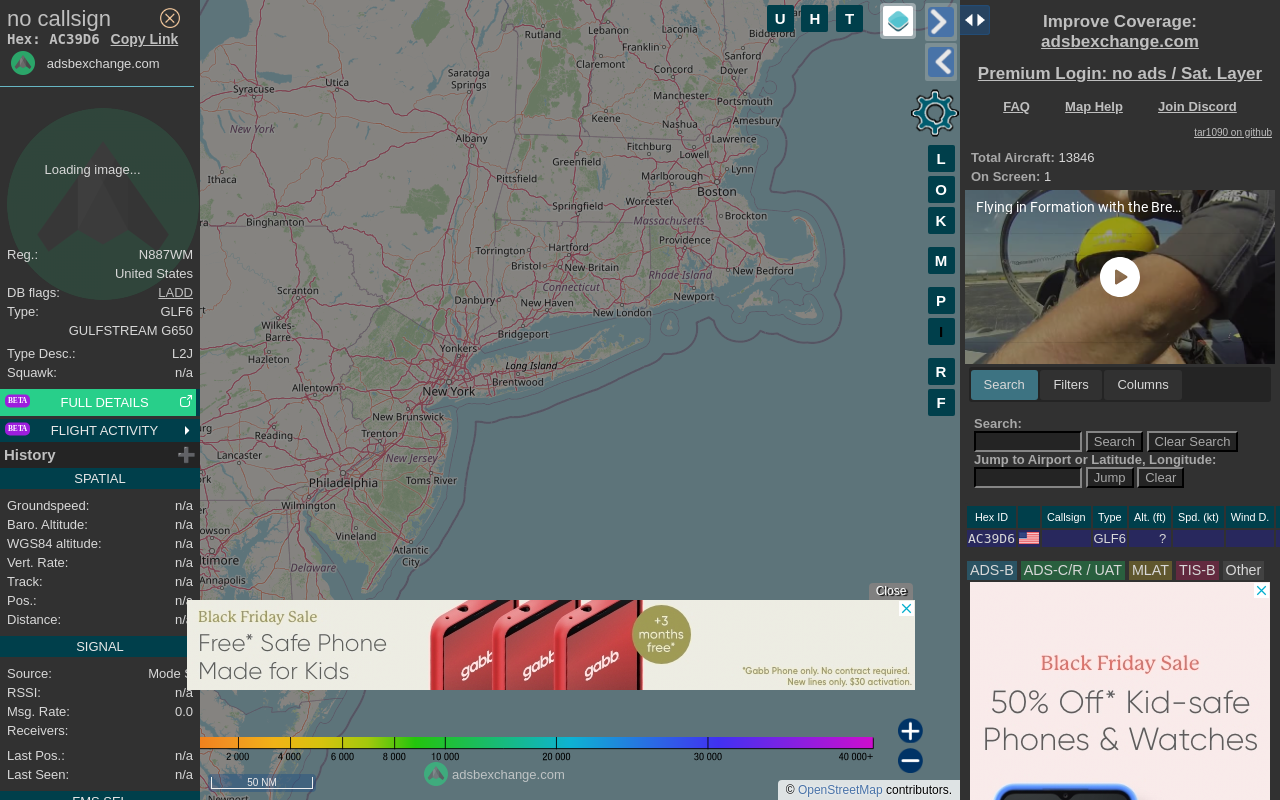 no callsign
Hex: AC39D6 Copy Link
adsbexchange.com
Loading image...
Reg.: N887WM
United States
DB flags: LADD
Type: GLF6
GULFSTREAM G650
Type Desc.: L2J
Squawk: n/a
BETA FULL DETAILS
BETA FLIGHT ACTIVITY
History
SPATIAL
Groundspeed: n/a
Baro. Altitude: n/a
WGS84 altitude: n/a
Vert. Rate: n/a
Track: n/a
Pos.: n/a
Distance: n/a
SIGNAL
Source: Mode S
RSSI: n/a
Msg. Rate: 0.0
Receivers:
Last Pos.: n/a
Last Seen: n/a
FMS SEL
U H T
L
O
K
M
P
I
R
F
Rutland
Lebanon
Laconia
Franklin
Sanford
Claremont
Concord
Dover
Utica
Saratoga
Springs
Syracuse
Manchester
Portsmouth
Keene
Nashua
Amesbury
New York
Albany
Lawrence
Fitchburg
Lowell
Greenfield
Lynn
Ithaca
Pittsfield
Marlborough
Boston
Worcester
Springfield
Massachusetts
Brockton
Binghamton
Providence
Torrington
Hartford
Bristol
New Britain
Rhode Island
New Bedford
Connecticut
Scranton
Danbury
New Haven
Newport
New London
Wilkes-
Barre
Bridgeport
Yonkers
Hazleton
Long Island
Brentwood
Allentown
New York
New Brunswick
Reading
Trenton
Lancaster
New Jersey
Philadelphia
Toms River
Wilmington
Vineland
Atlantic
City
Annapolis
Delaware
Close
Black Friday Sale
Free* Safe Phone
Made for Kids
gabb gabb gabb
+3
months
free*
*Gabb Phone only. No contract required.
New lines only. $30 activation.
2 000 4 000 6 000 8 000 10 000 20 000 30 000 40 000+
adsbexchange.com
50 NM
© OpenStreetMap contributors.
Improve Coverage:
adsbexchange.com
Premium Login: no ads / Sat. Layer
FAQ Map Help Join Discord
tar1090 on github
Total Aircraft: 13846
On Screen: 1
Flying in Formation with the Bre...
Search Filters Columns
Search:
Search Clear Search
Jump to Airport or Latitude, Longitude:
Jump Clear
Hex ID Callsign Type Alt. (ft) Spd. (kt) Wind D.
AC39D6 GLF6 ?
ADS-B ADS-C/R / UAT MLAT TIS-B Other
Black Friday Sale
50% Off* Kid-safe
Phones & Watches